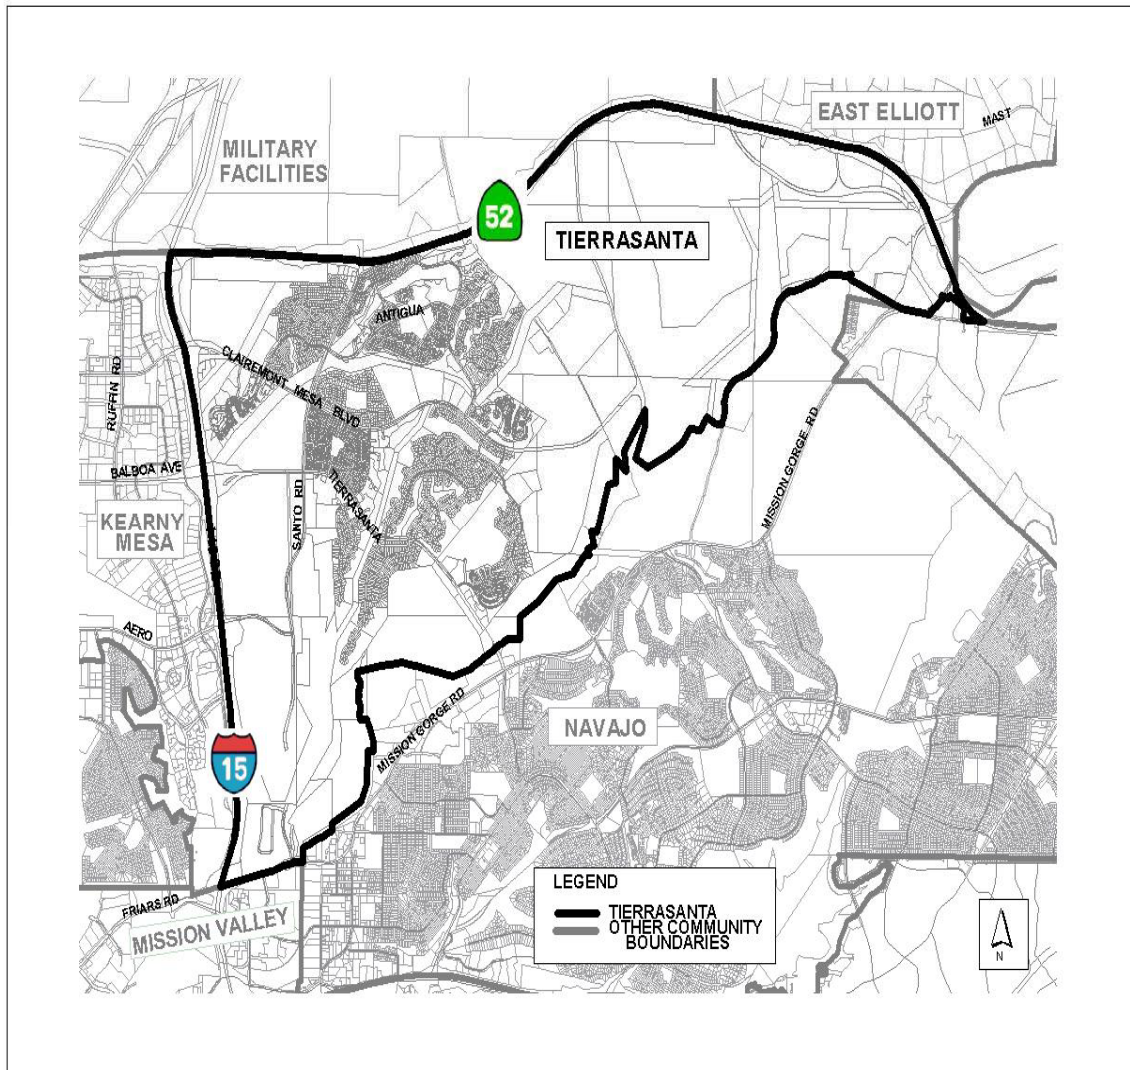 EAST ELLIOTT
MAST
MILITARY
FACILITIES
52
TIERRASANTA
ANTIGUA
CLAIREMONT MESA BLVD
RUFFIN RD
BALBOA AVE
TIERRASANTA
SANTO RD
MISSION GORGE RD
KEARNY
MESA
AERO
MISSION GORGE RD
NAVAJO
15
FRIARS RD
MISSION VALLEY
LEGEND
TIERRASANTA
OTHER COMMUNITY
BOUNDARIES
N